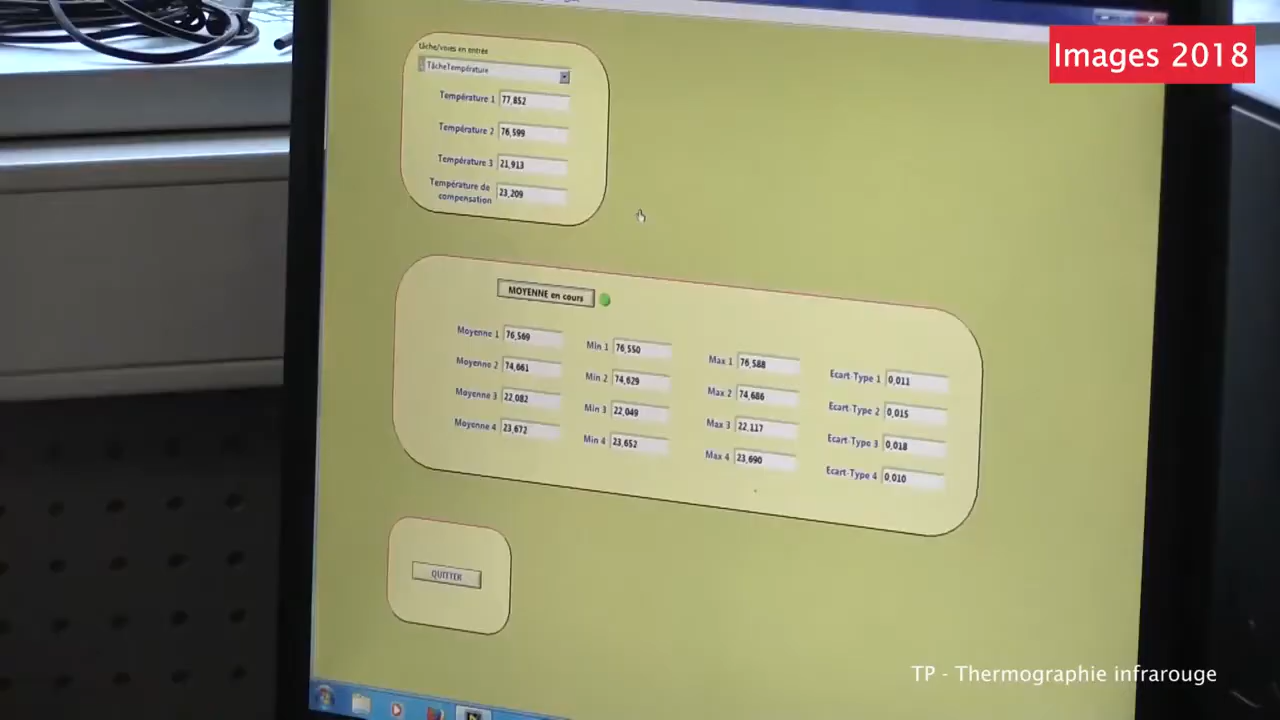 Images 2018
tâche/voies en entrée
TâcheTempérature
Température 1 77,852
Température 2 76,599
Température 3 21,913
Température de
compensation 23,209
MOYENNE en cours
Moyenne 1 76,569 Min 1 76,550 Max 1 76,588 Ecart-Type 1 0,011
Moyenne 2 74,661 Min 2 74,629 Max 2 74,686 Ecart-Type 2 0,015
Moyenne 3 22,082 Min 3 22,049 Max 3 22,117 Ecart-Type 3 0,018
Moyenne 4 23,672 Min 4 23,652 Max 4 23,690 Ecart-Type 4 0,010
QUITTER
TP - Thermographie infrarouge